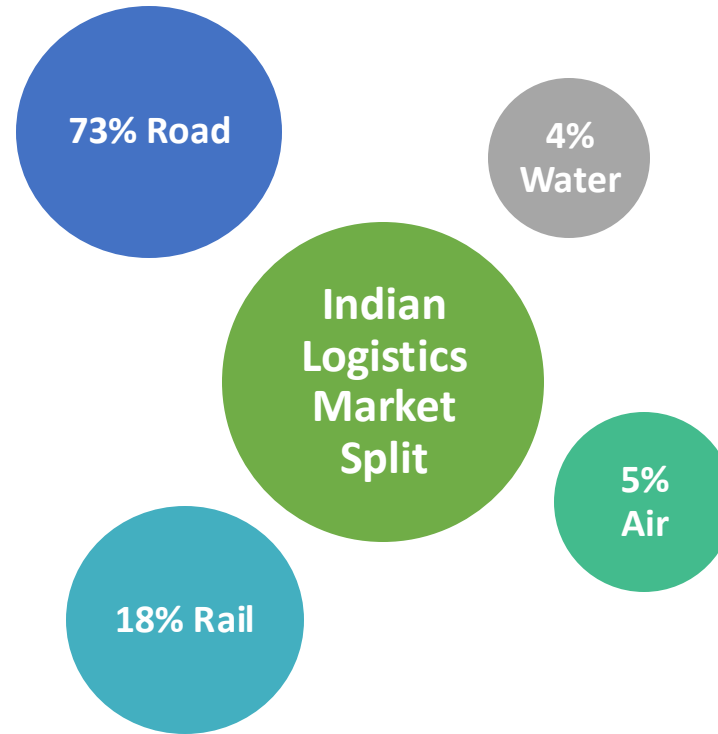 73% Road
4%
Water
Indian
Logistics
Market
Split
5%
Air
18% Rail